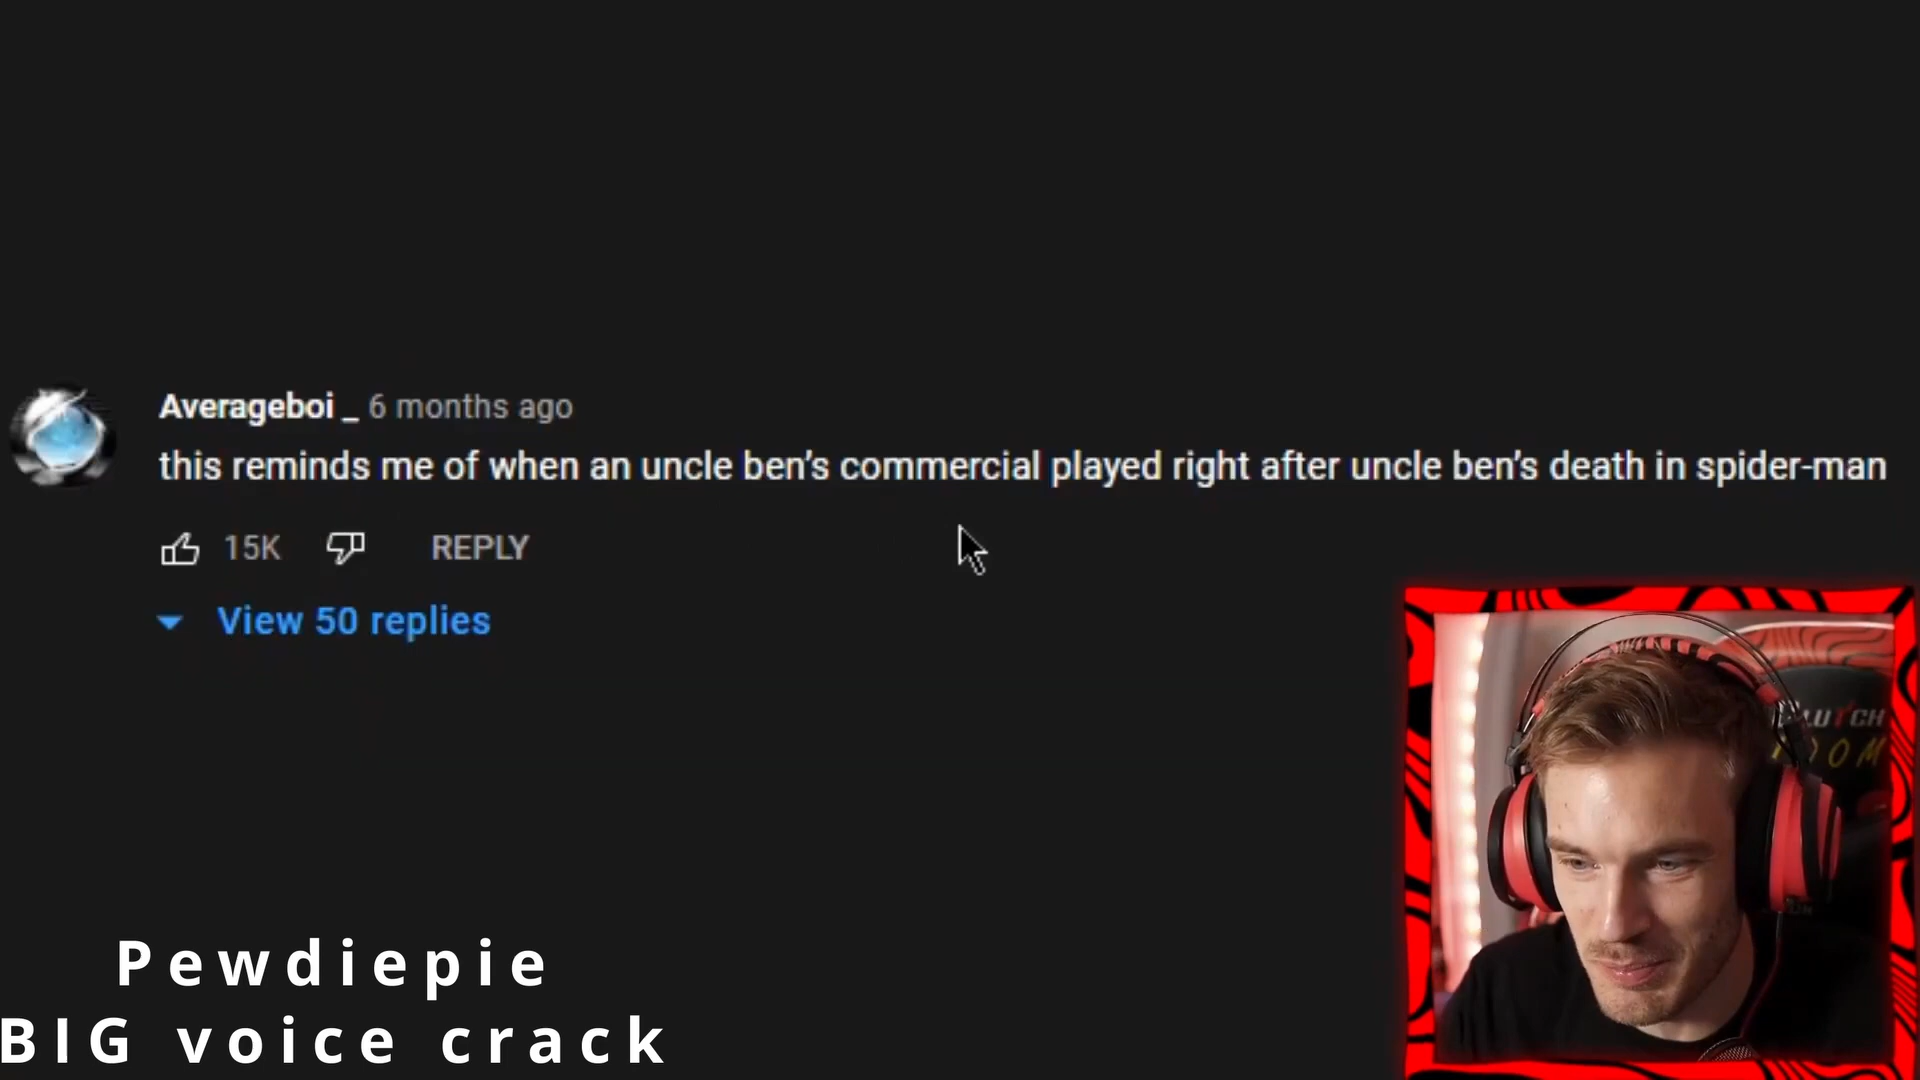 Averageboi _ 6 months ago
this reminds me of when an uncle ben’s commercial played right after uncle ben’s death in spider-man
15K REPLY
View 50 replies
Pewdiepie
BIG voice crack